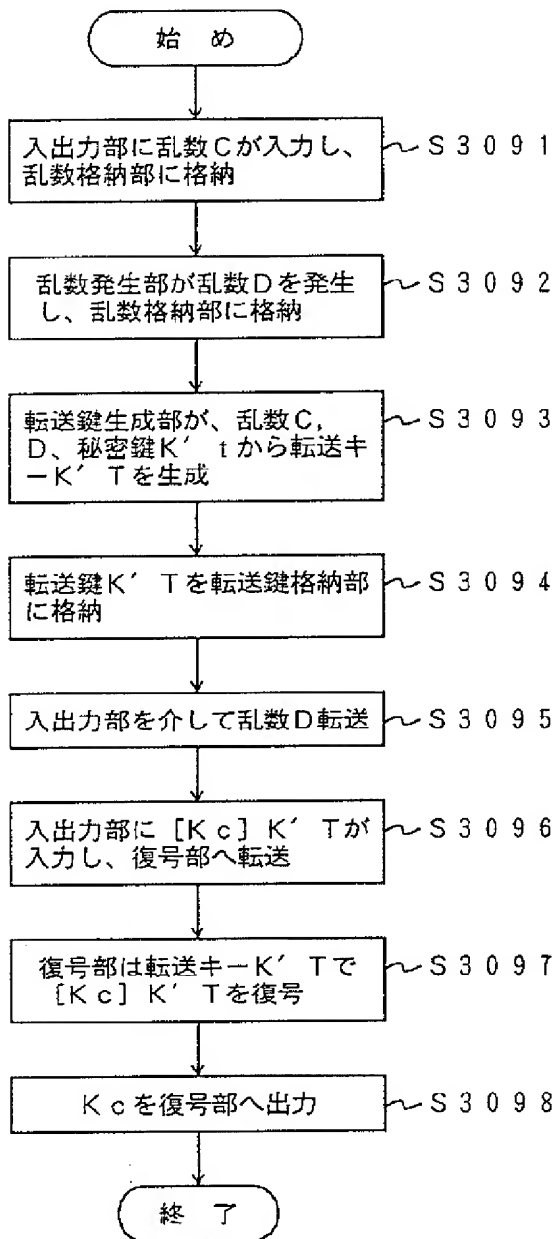 始 め
入出力部に乱数Cが入力し、 S3091
乱数格納部に格納
乱数発生部が乱数Dを発生 S3092
し、乱数格納部に格納
転送鍵生成部が、乱数C, S3093
D、秘密鍵K′tから転送キ
ーK′Tを生成
転送鍵K′Tを転送鍵格納部 S3094
に格納
入出力部を介して乱数D転送 S3095
入出力部に[Kc]K′Tが S3096
入力し、復号部へ転送
復号部は転送キーK′Tで S3097
[Kc]K′Tを復号
Kcを復号部へ出力 S3098
終 了